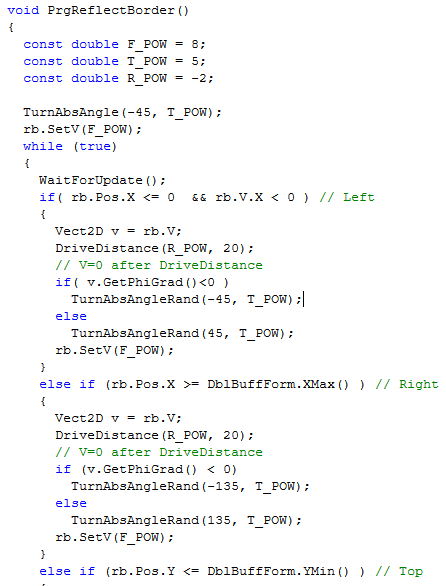 void PrgReflectBorder()
{
  const double F_POW = 8;
  const double T_POW = 5;
  const double R_POW = -2;

  TurnAbsAngle(-45, T_POW);
  rb.SetV(F_POW);
  while (true)
  {
    WaitForUpdate();
    if( rb.Pos.X <= 0  && rb.V.X < 0 ) // Left
    {
      Vect2D v = rb.V;
      DriveDistance(R_POW, 20);
      // V=0 after DriveDistance
      if( v.GetPhiGrad()<0 )
        TurnAbsAngleRand(-45, T_POW);
      else
        TurnAbsAngleRand(45, T_POW);
      rb.SetV(F_POW);
    }
    else if (rb.Pos.X >= DblBuffForm.XMax() ) // Right
    {
      Vect2D v = rb.V;
      DriveDistance(R_POW, 20);
      // V=0 after DriveDistance
      if (v.GetPhiGrad() < 0)
        TurnAbsAngleRand(-135, T_POW);
      else
        TurnAbsAngleRand(135, T_POW);
      rb.SetV(F_POW);
    }
    else if (rb.Pos.Y <= DblBuffForm.YMin() ) // Top